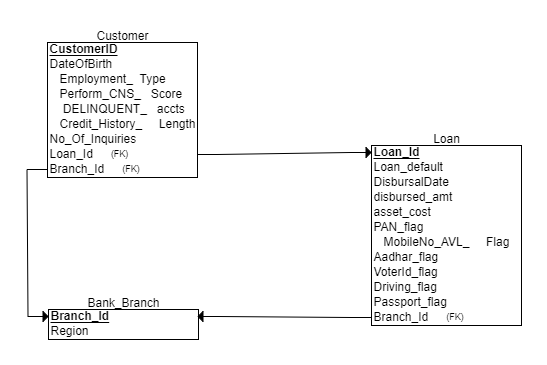 Customer
CustomerID
DateOfBirth
Employment_ Type
Perform_CNS_ Score
DELINQUENT_ accts
Credit_History_ Length
No_Of_Inquiries
Loan_Id (FK)
Branch_Id (FK)
Loan
Loan_Id
Loan_default
DisbursalDate
disbursed_amt
asset_cost
PAN_flag
MobileNo_AVL_ Flag
Aadhar_flag
VoterId_flag
Driving_flag
Passport_flag
Branch_Id (FK)
Bank_Branch
Branch_Id
Region